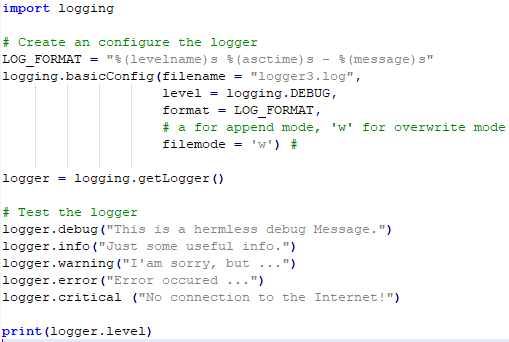 import logging
# Create an configure the logger
LOG_FORMAT = "%(levelname)s %(asctime)s - %(message)s"
logging.basicConfig(filename = "logger3.log",
level = logging.DEBUG,
format = LOG_FORMAT,
# a for append mode, 'w' for overwrite mode
filemode = 'w') #
logger = logging.getLogger()
# Test the logger
logger.debug("This is a hermless debug Message.")
logger.info("Just some useful info.")
logger.warning("I'am sorry, but ...")
logger.error("Error occured ...")
logger.critical ("No connection to the Internet!")
print(logger.level)